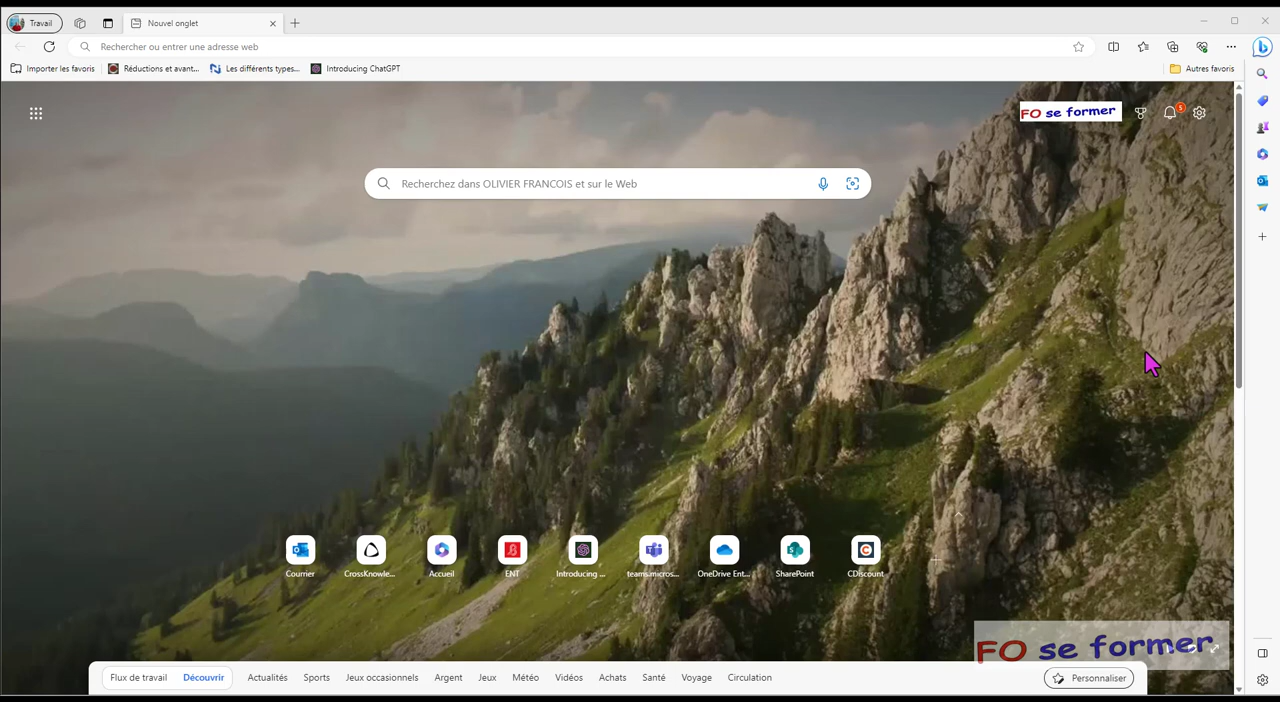 Travail
Nouvel onglet
Rechercher ou entrer une adresse web
Importer les favoris
Réductions et avant...
Les différents types...
Introducing ChatGPT
Autres favoris
FO se former
5
Recherchez dans OLIVIER FRANCOIS et sur le Web
Courrier
CrossKnowle...
Accueil
ENT
Introducing ...
teams.micros...
OneDrive Ent...
SharePoint
CDiscount
FO se former
Flux de travail
Découvrir
Actualités
Sports
Jeux occasionnels
Argent
Jeux
Météo
Vidéos
Achats
Santé
Voyage
Circulation
Personnaliser